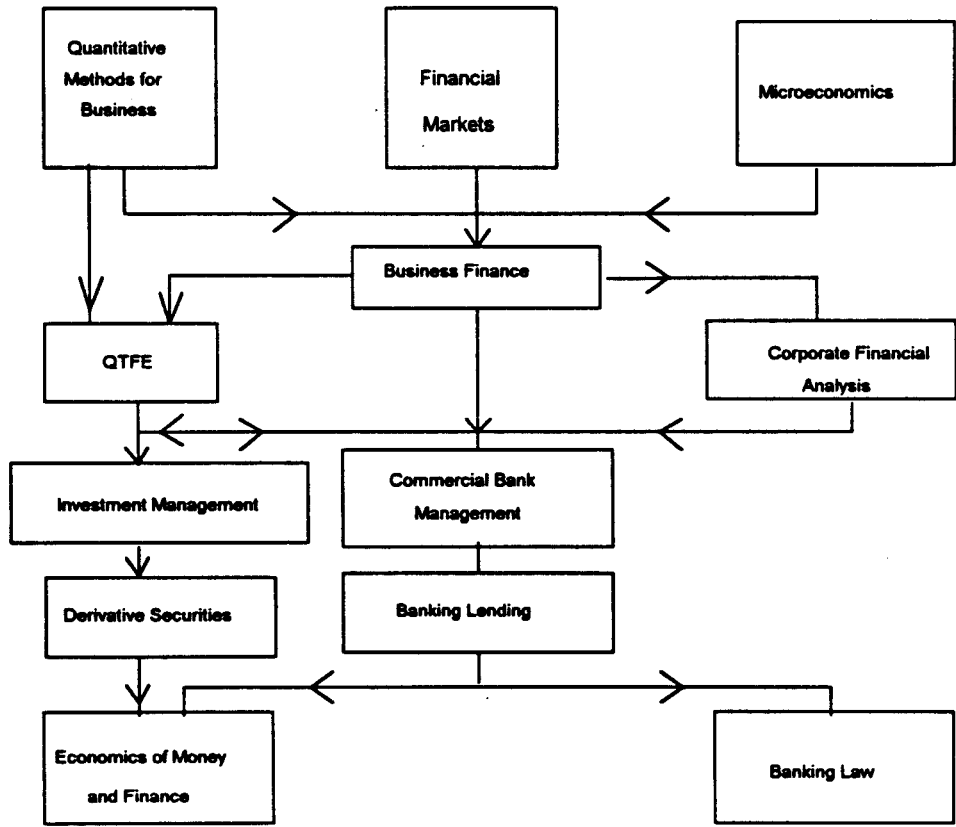 Quantitative
Methods for
Business
Financial
Markets
Microeconomics
Business Finance
QTFE
Corporate Financial
Analysis
Investment Management
Commercial Bank
Management
Derivative Securities
Banking Lending
Economics of Money
and Finance
Banking Law